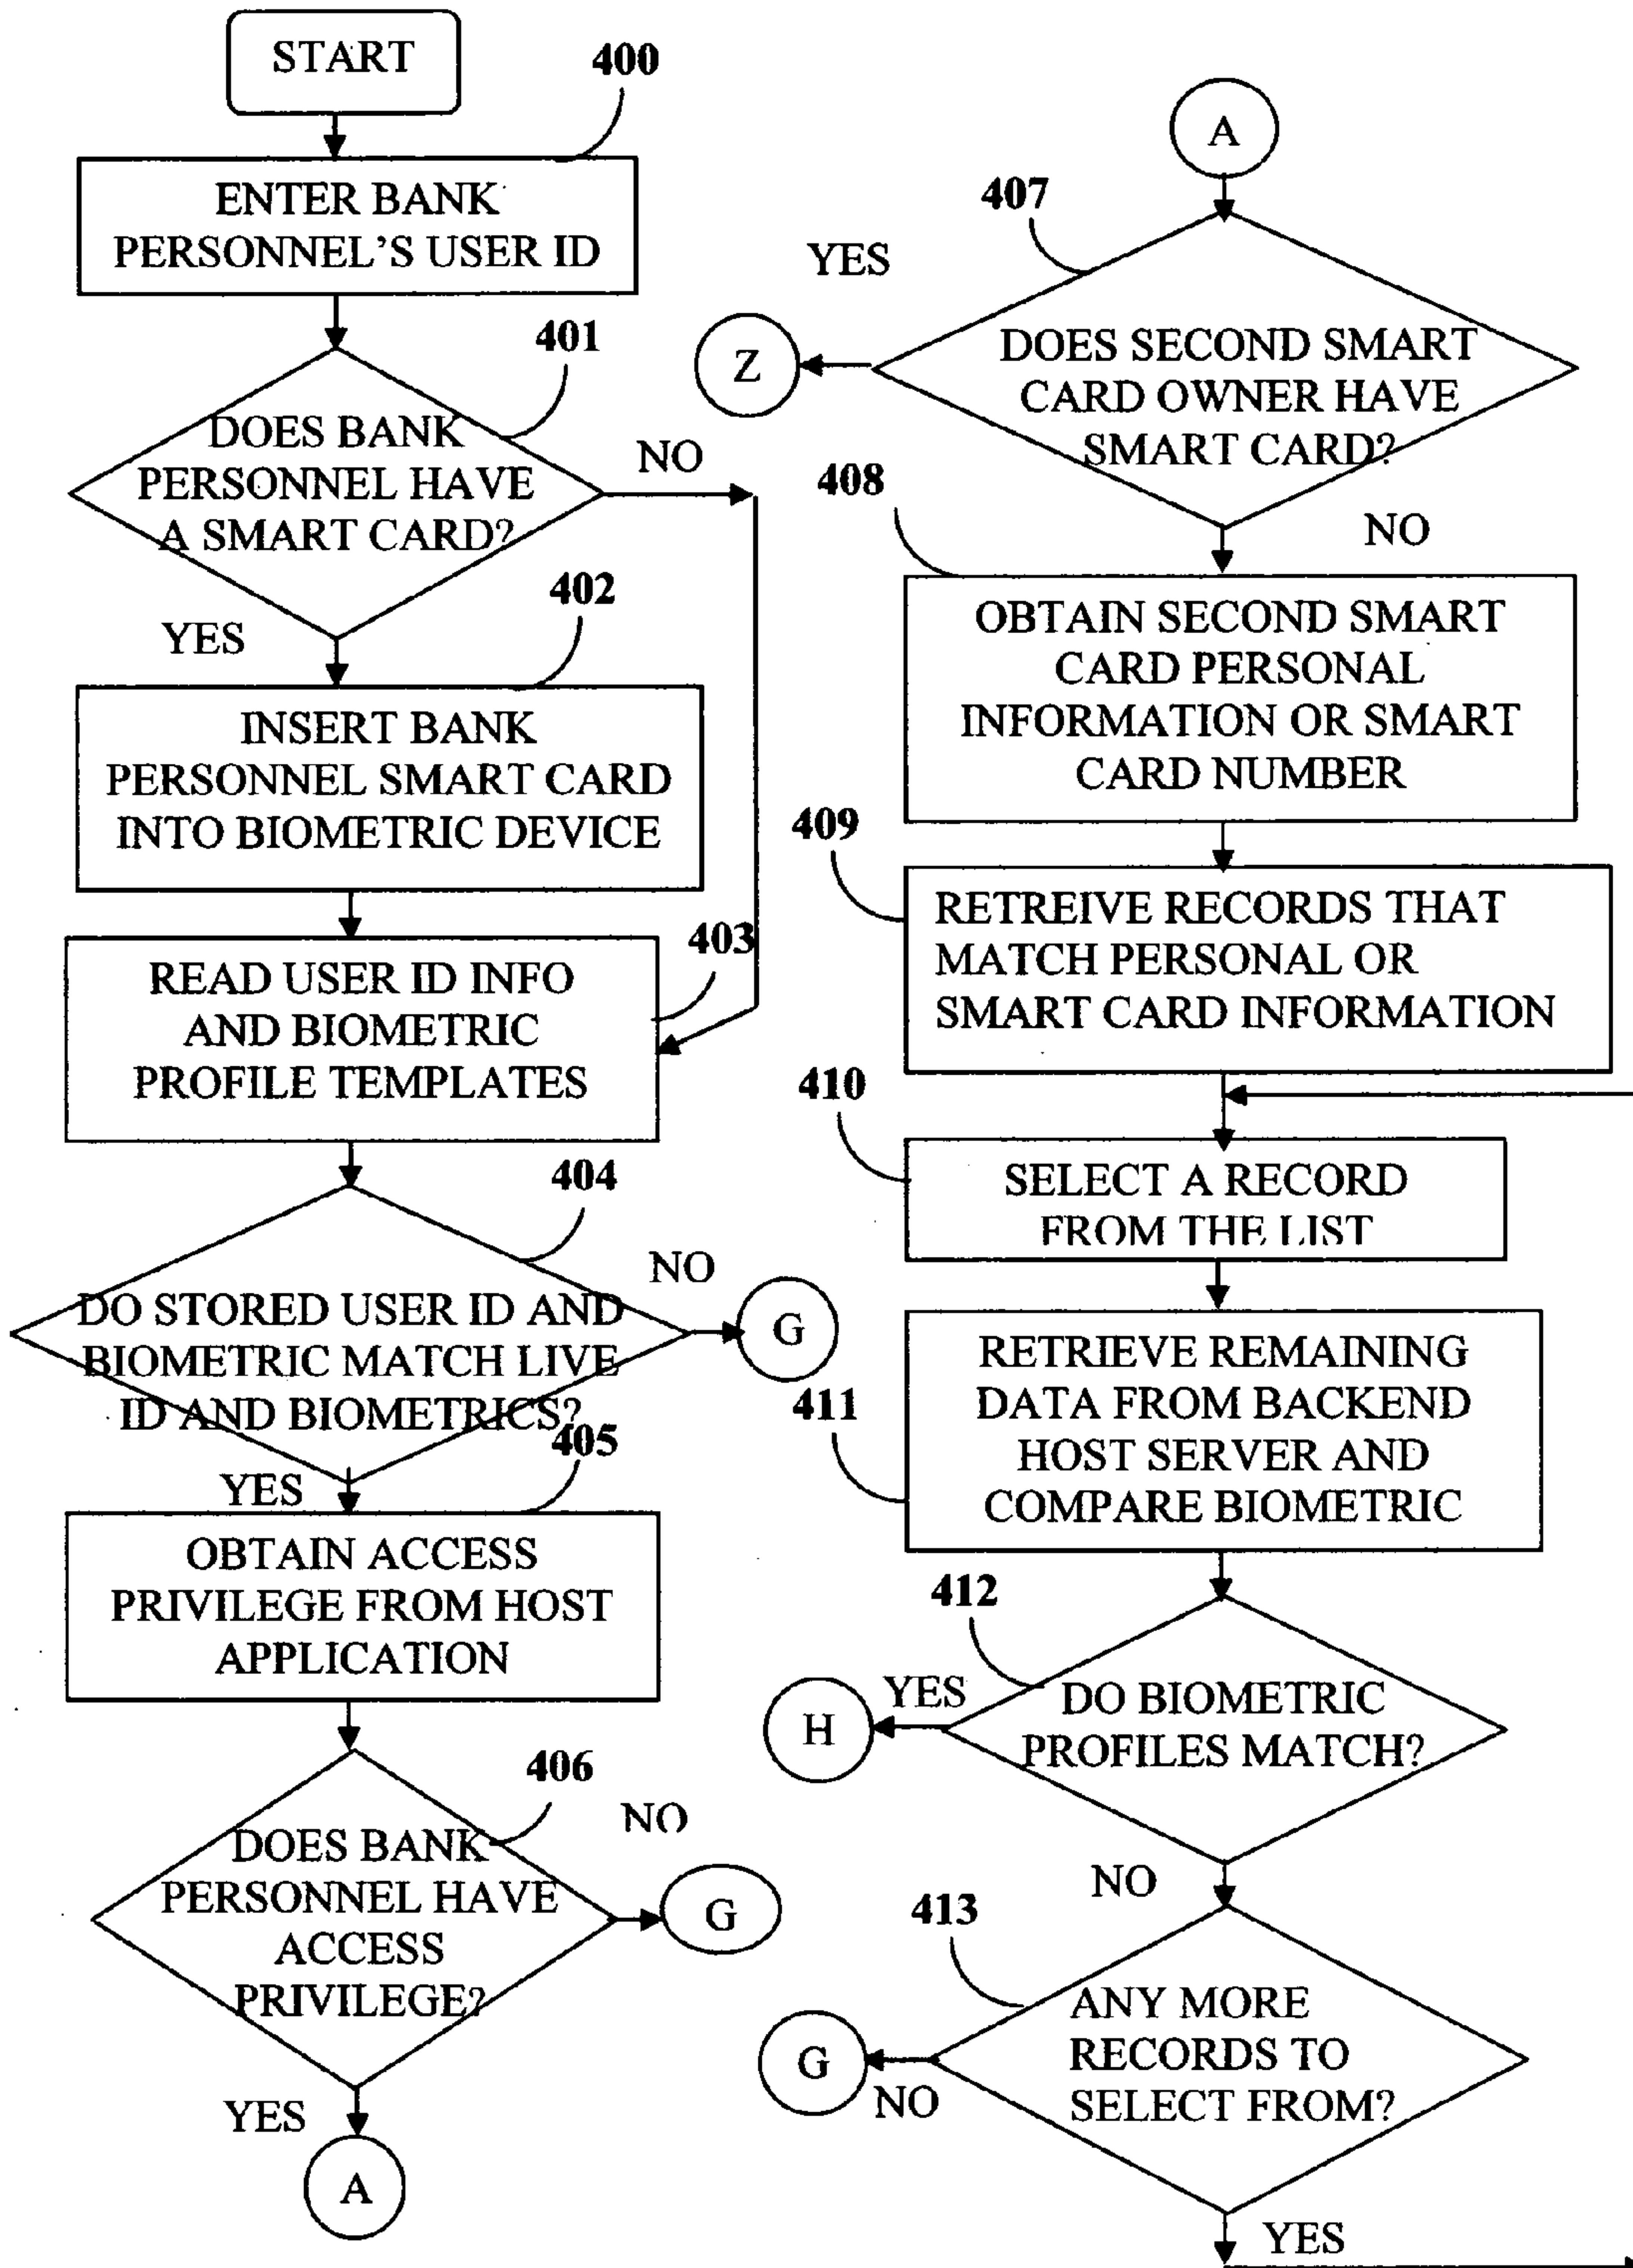 START
400
ENTER BANK
PERSONNEL'S USER ID
401
DOES BANK
PERSONNEL HAVE
A SMART CARD?
NO
YES
402
INSERT BANK
PERSONNEL SMART CARD
INTO BIOMETRIC DEVICE
403
READ USER ID INFO
AND BIOMETRIC
PROFILE TEMPLATES
404
DO STORED USER ID AND
BIOMETRIC MATCH LIVE
ID AND BIOMETRICS?
NO
G
YES
405
OBTAIN ACCESS
PRIVILEGE FROM HOST
APPLICATION
406
DOES BANK
PERSONNEL HAVE
ACCESS
PRIVILEGE?
NO
G
YES
A
A
407
YES
Z
DOES SECOND SMART
CARD OWNER HAVE
SMART CARD?
NO
408
OBTAIN SECOND SMART
CARD PERSONAL
INFORMATION OR SMART
CARD NUMBER
409
RETREIVE RECORDS THAT
MATCH PERSONAL OR
SMART CARD INFORMATION
410
SELECT A RECORD
FROM THE LIST
411
RETRIEVE REMAINING
DATA FROM BACKEND
HOST SERVER AND
COMPARE BIOMETRIC
412
YES
H
DO BIOMETRIC
PROFILES MATCH?
NO
413
ANY MORE
RECORDS TO
SELECT FROM?
G
NO
YES